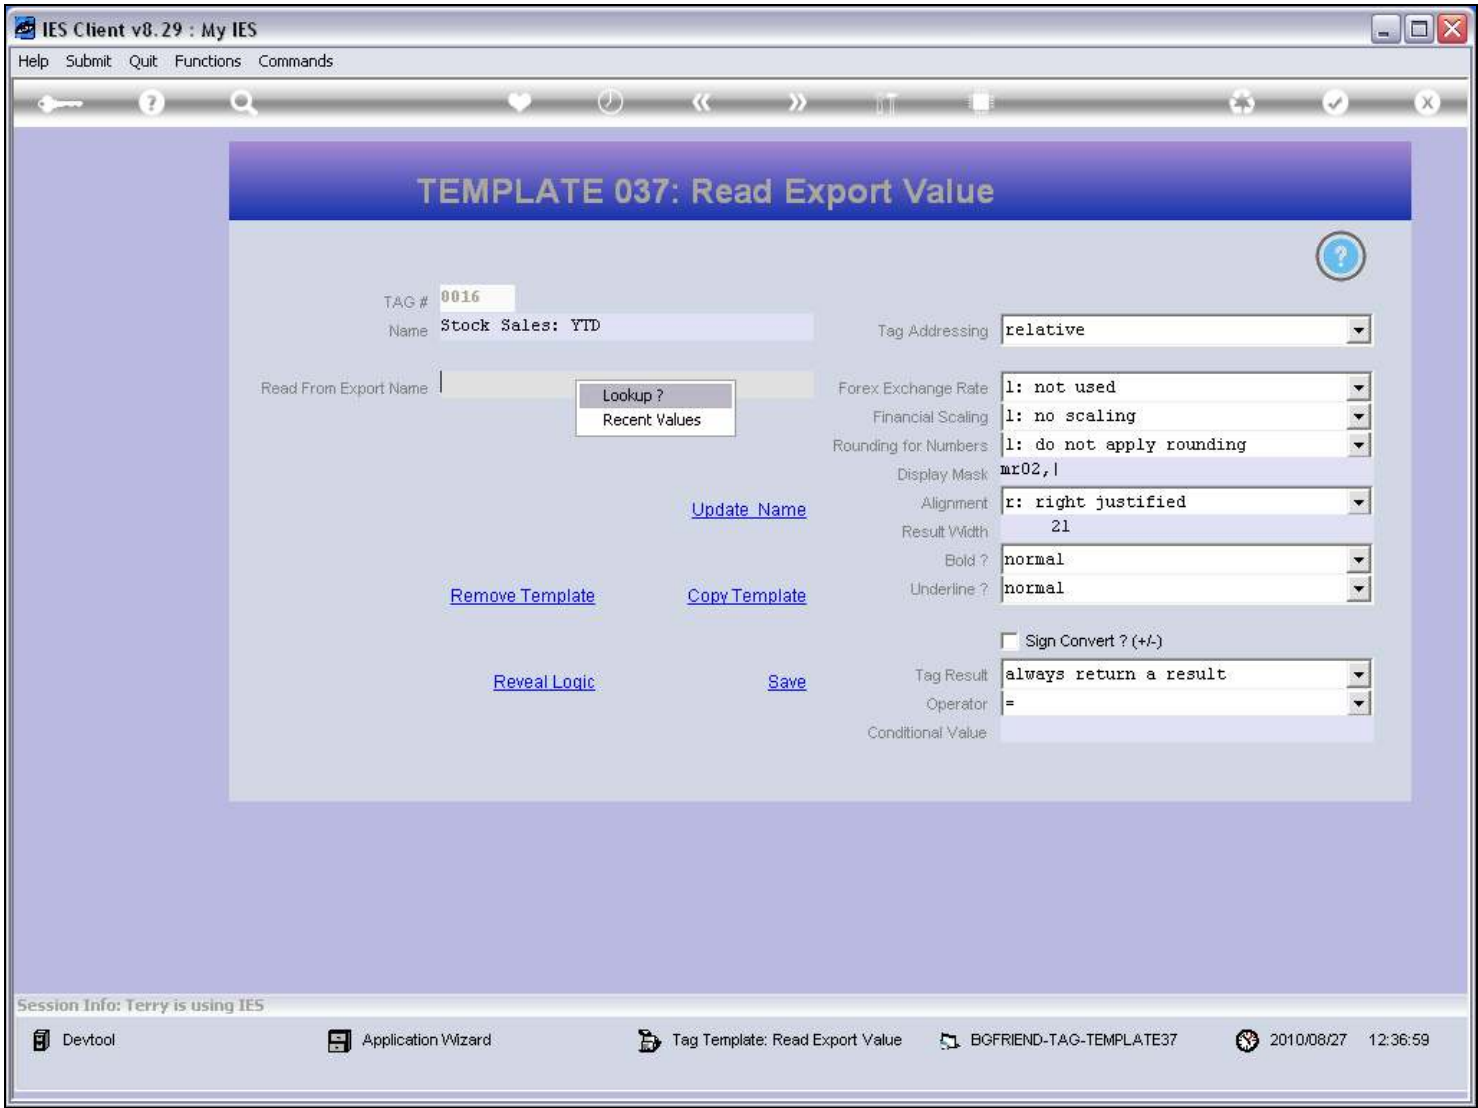 IES Client v8.29 : My IES
Help Submit Quit Functions Commands
TEMPLATE 037: Read Export Value
TAG # 0016
Name Stock Sales: YTD
Tag Addressing relative
Read From Export Name
Lookup ?
Recent Values
Forex Exchange Rate 1: not used
Financial Scaling 1: no scaling
Rounding for Numbers 1: do not apply rounding
Display Mask mr02,|
Update Name
Alignment r: right justified
Result Width 21
Bold ? normal
Remove Template Copy Template
Underline ? normal
Sign Convert ? (+/-)
Reveal Logic Save
Tag Result always return a result
Operator =
Conditional Value
Session Info: Terry is using IES
Devtool Application Wizard Tag Template: Read Export Value BGFRIEND-TAG-TEMPLATE37 2010/08/27 12:36:59